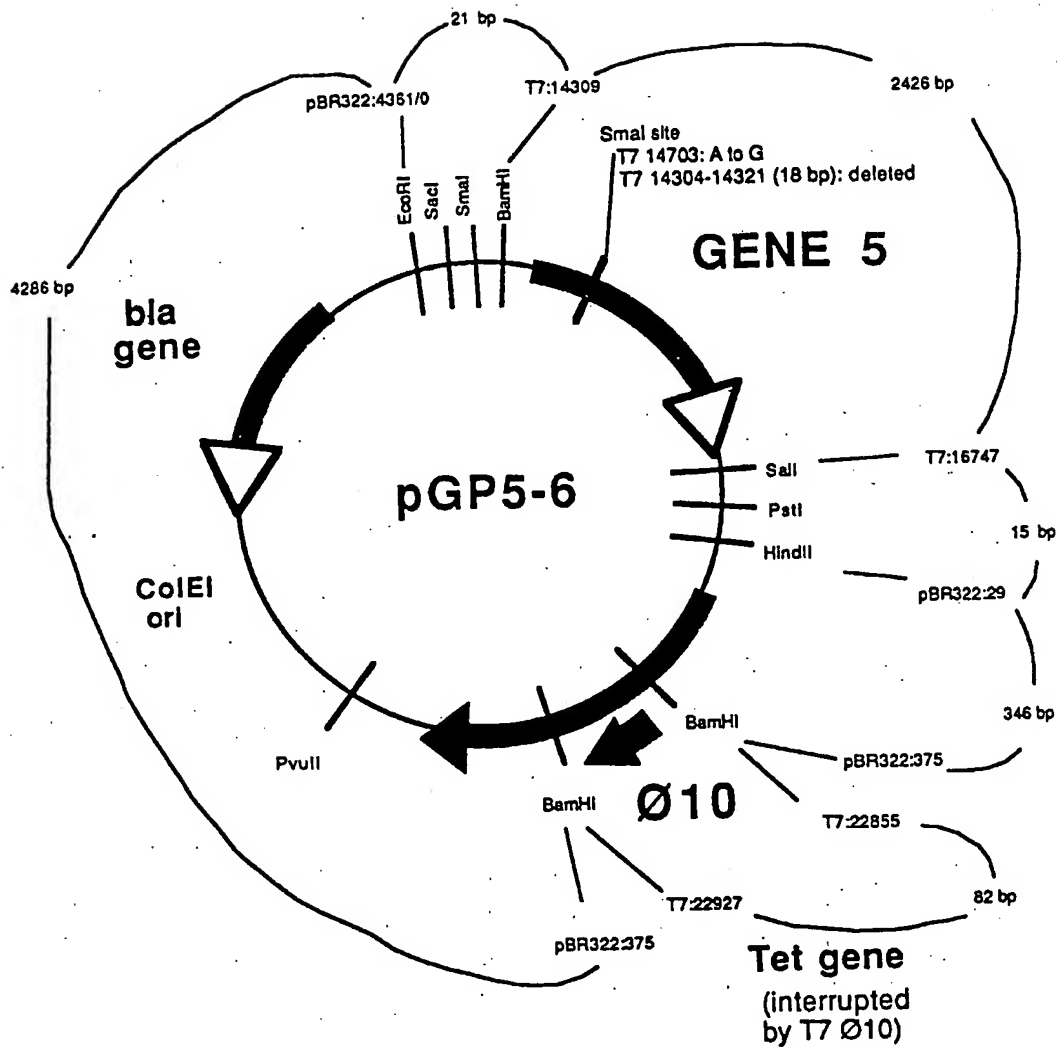 21 bp
pBR322:4361/0
T7:14309
2426 bp
SmaI site
T7 14703: A to G
T7 14304-14321 (18 bp): deleted
EcoRI
SacI
SmaI
BamHI
GENE 5
4286 bp
bla
gene
pGP5-6
SalI
T7:16747
PstI
15 bp
HindII
pBR322:29
ColEI
ori
346 bp
BamHI
pBR322:375
PvuII
BamHI
Ø10
T7:22855
82 bp
T7:22927
pBR322:375
Tet gene
(interrupted
by T7 Ø10)